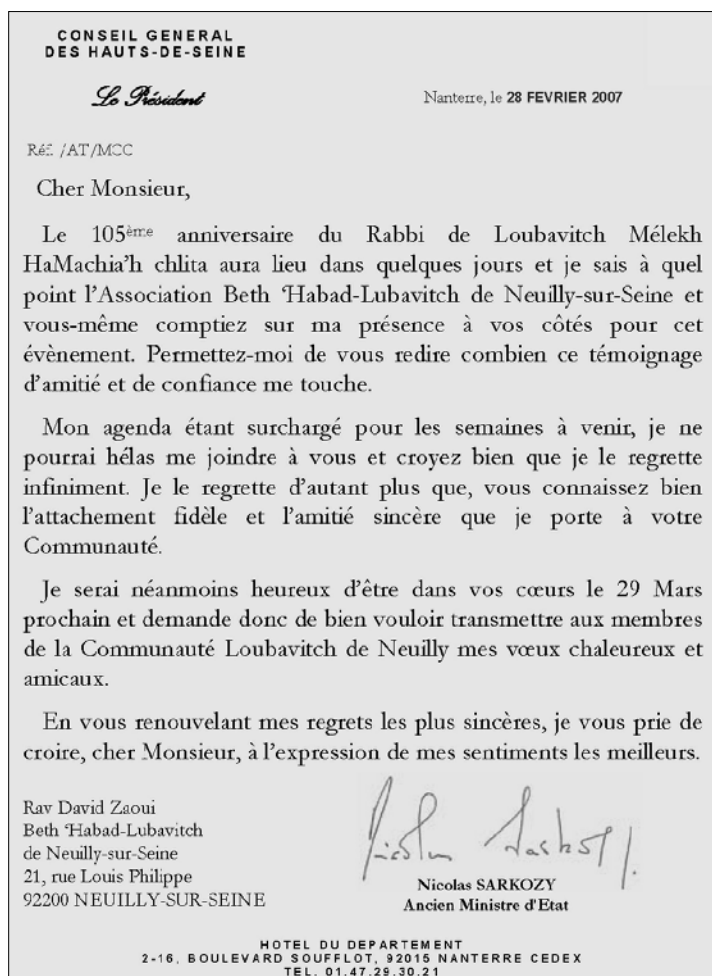 CONSEIL GENERAL
DES HAUTS-DE-SEINE
Le Président
Nanterre, le 28 FEVRIER 2007
Réf. /AT/MCC
Cher Monsieur,
Le 105ème anniversaire du Rabbi de Loubavitch Mélekh
HaMachia'h chlita aura lieu dans quelques jours et je sais à quel
point l'Association Beth 'Habad-Lubavitch de Neuilly-sur-Seine et
vous-même comptiez sur ma présence à vos côtés pour cet
évènement. Permettez-moi de vous redire combien ce témoignage
d'amitié et de confiance me touche.
Mon agenda étant surchargé pour les semaines à venir, je ne
pourrai hélas me joindre à vous et croyez bien que je le regrette
infiniment. Je le regrette d'autant plus que, vous connaissez bien
l'attachement fidèle et l'amitié sincère que je porte à votre
Communauté.
Je serai néanmoins heureux d'être dans vos cœurs le 29 Mars
prochain et demande donc de bien vouloir transmettre aux membres
de la Communauté Loubavitch de Neuilly mes vœux chaleureux et
amicaux.
En vous renouvelant mes regrets les plus sincères, je vous prie de
croire, cher Monsieur, à l'expression de mes sentiments les meilleurs.
Rav David Zaoui
Beth 'Habad-Lubavitch
de Neuilly-sur-Seine
21, rue Louis Philippe
92200 NEUILLY-SUR-SEINE
Nicolas Sarkozy
Nicolas SARKOZY
Ancien Ministre d'Etat
HOTEL DU DEPARTEMENT
2-16, BOULEVARD SOUFFLOT, 92015 NANTERRE CEDEX
TEL. 01.47.29.30.21